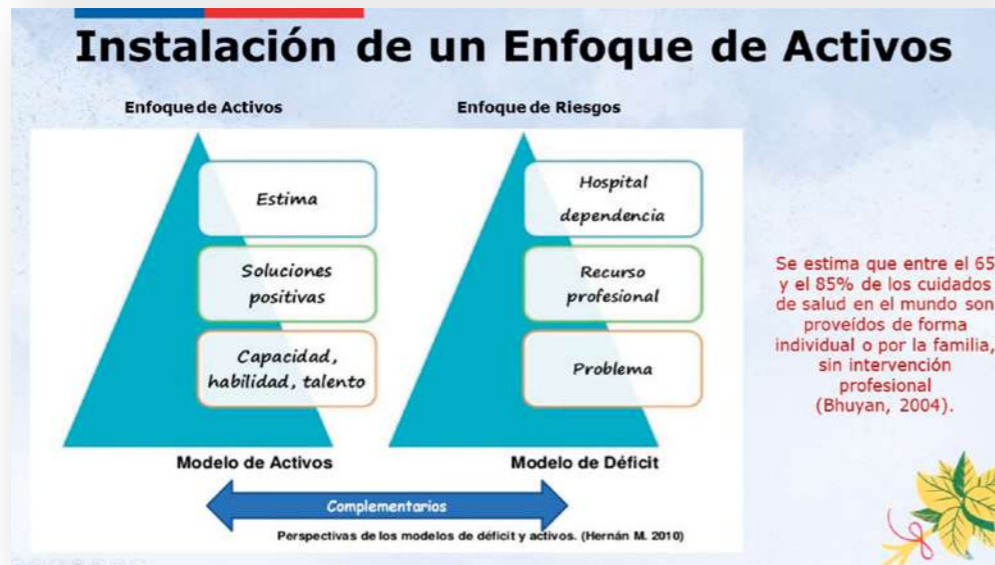 Instalación de un Enfoque de Activos
Enfoque de Activos
Enfoque de Riesgos
Estima
Soluciones
positivas
Capacidad,
habilidad, talento
Modelo de Activos
Hospital
dependencia
Recurso
profesional
Problema
Modelo de Déficit
Complementarios
Perspectivas de los modelos de déficit y activos. (Hernán M. 2010)
Se estima que entre el 65
y el 85% de los cuidados
de salud en el mundo son
proveídos de forma
individual o por la familia,
sin intervención
profesional
(Bhuyan, 2004).